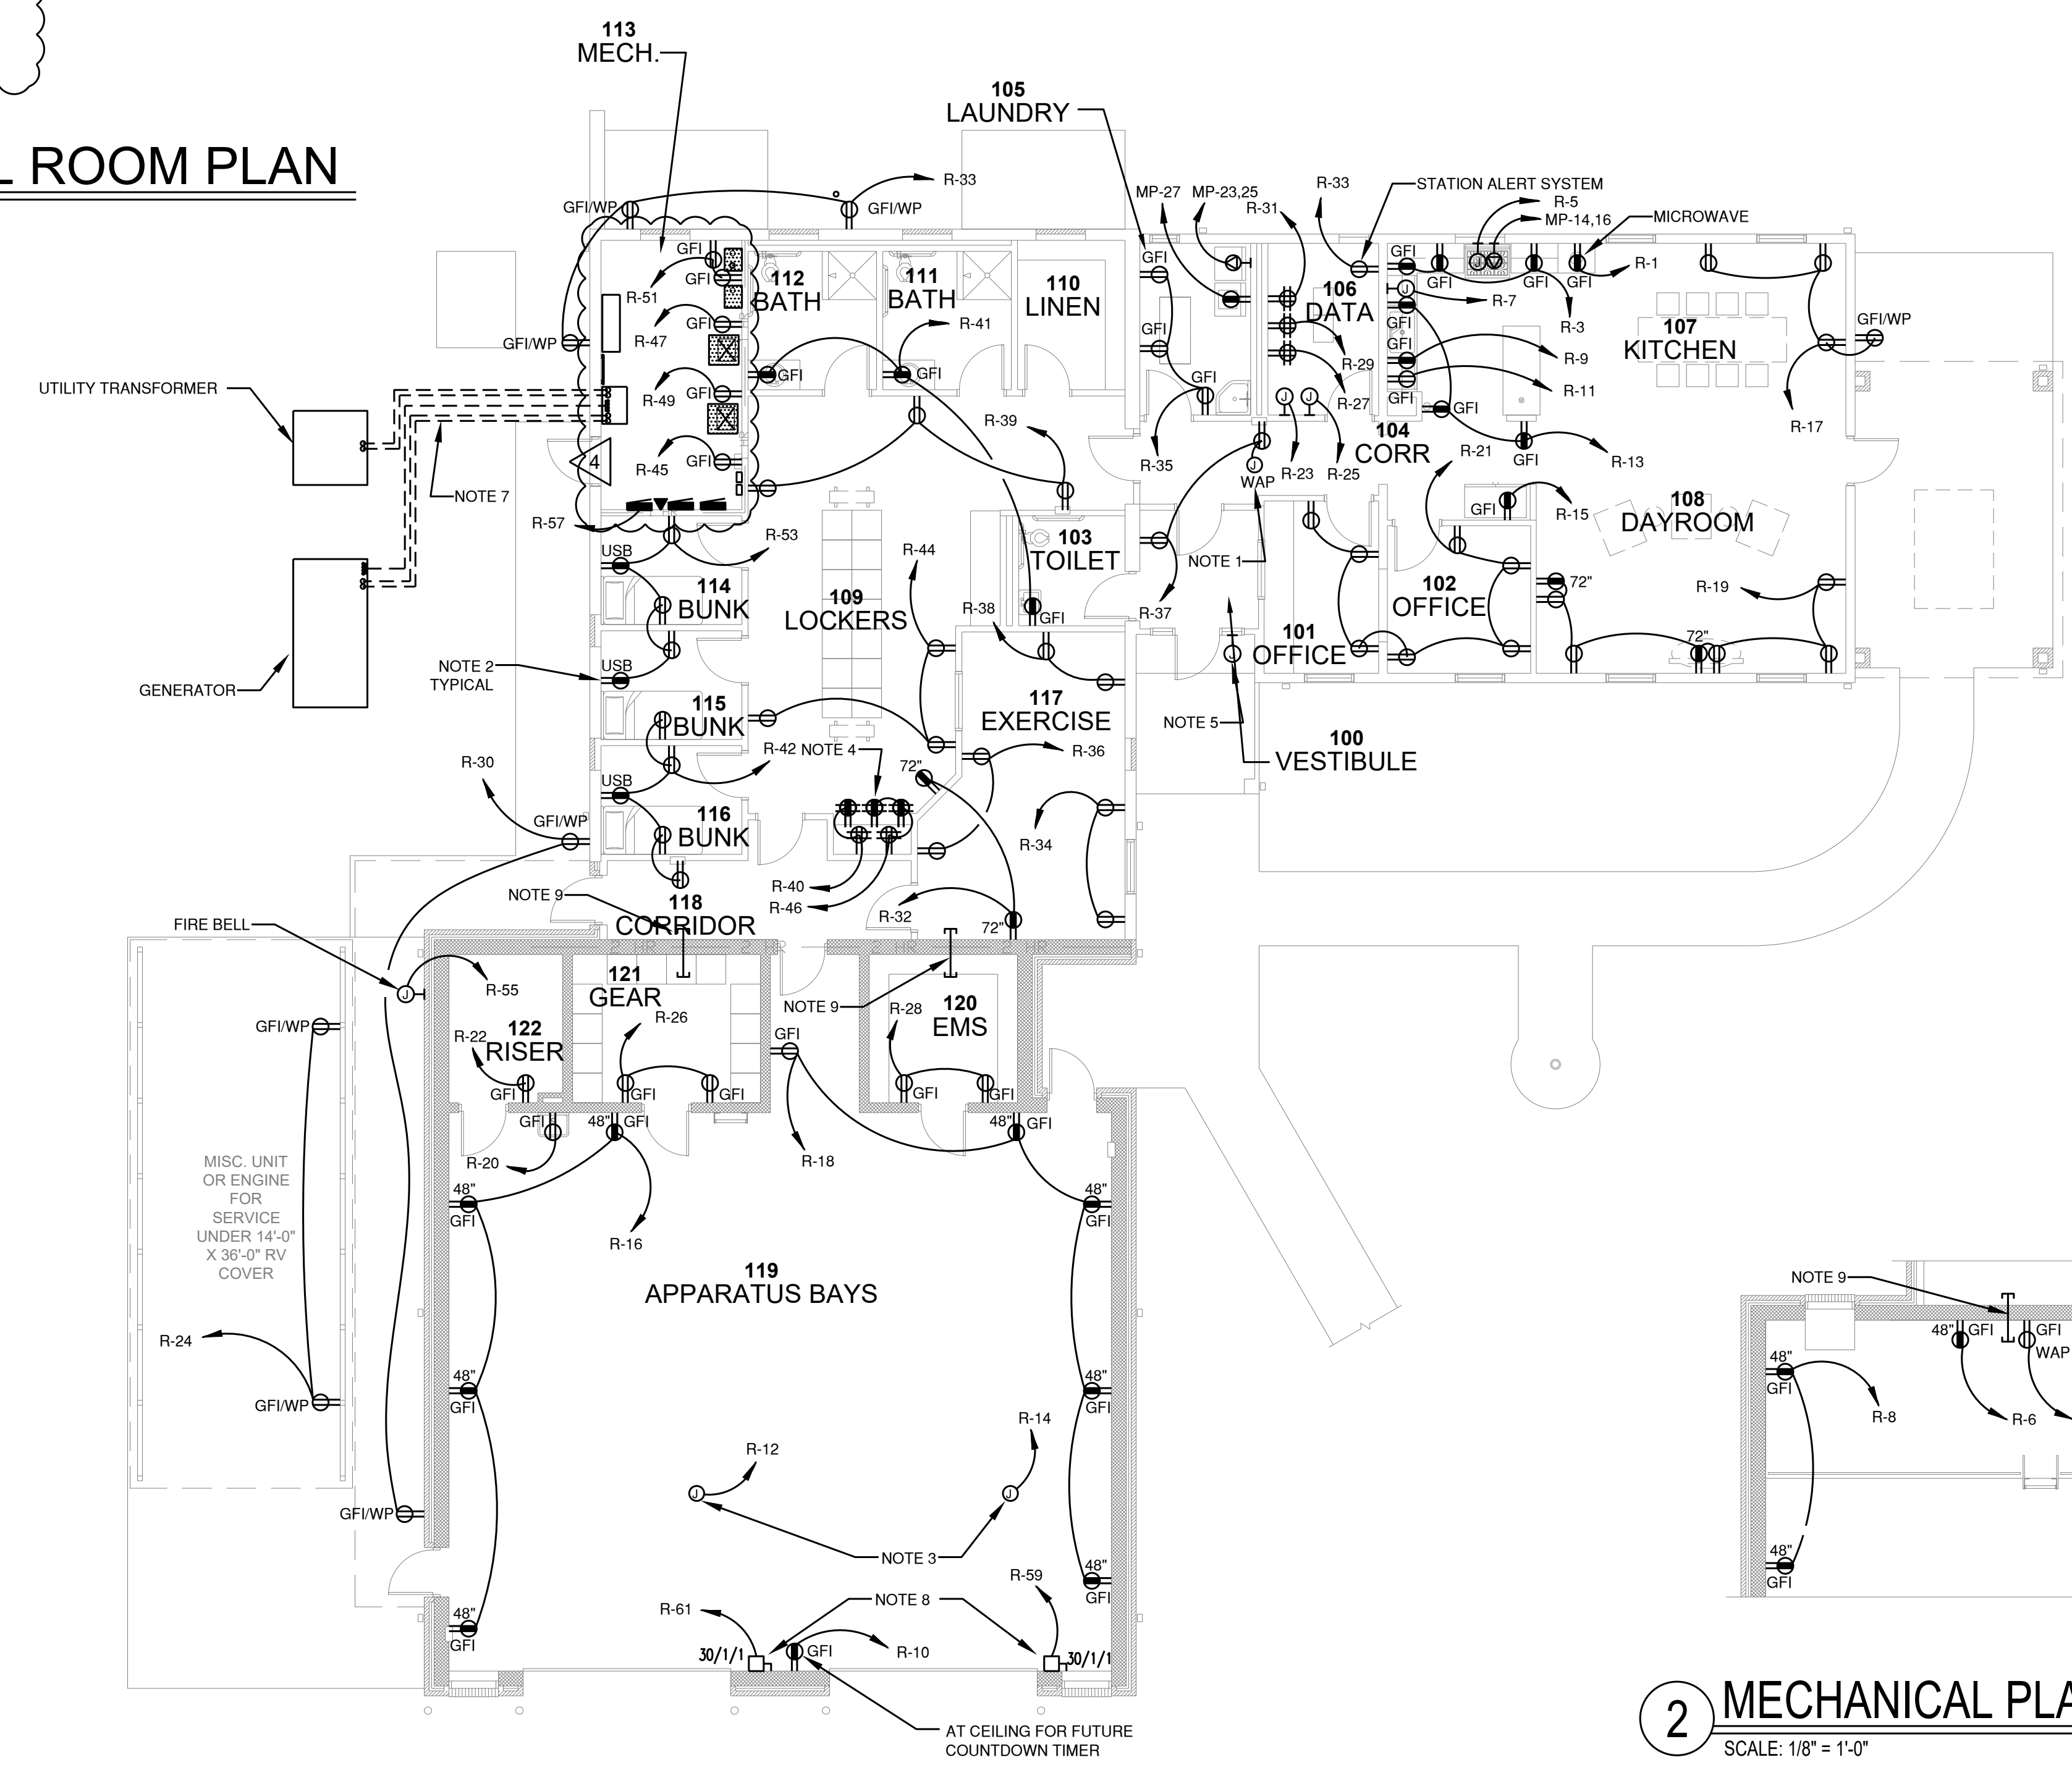 L ROOM PLAN
113
MECH.
105
LAUNDRY
R-33
GFI/WP
GFI/WP
MP-27
MP-23,25
R-31
R-33
STATION ALERT SYSTEM
R-5
MP-14,16
MICROWAVE
GFI
R-51
GFI
112
BATH
111
BATH
110
LINEN
GFI
106
DATA
GFI
GFI
GFI
GFI
R-1
R-7
R-3
107
KITCHEN
GFI/WP
GFI/WP
R-47
GFI
R-41
GFI
GFI
GFI
R-9
UTILITY TRANSFORMER
R-49
GFI
GFI
GFI
GFI
R-29
R-27
GFI
R-11
GFI
R-17
R-39
4
R-45
GFI
104
CORR
R-21
GFI
R-13
R-35
WAP
R-23
R-25
NOTE 7
R-57
R-53
108
DAYROOM
GFI
R-15
USB
R-44
103
TOILET
NOTE 1
114
BUNK
109
LOCKERS
R-38
GFI
R-37
102
OFFICE
72"
R-19
101
OFFICE
72"
NOTE 2
TYPICAL
USB
GENERATOR
115
BUNK
117
EXERCISE
NOTE 5
100
VESTIBULE
R-42
NOTE 4
R-36
R-30
72"
USB
GFI/WP
116
BUNK
R-34
R-40
R-46
NOTE 9
118
CORRIDOR
R-32
72"
FIRE BELL
2 HR
2 HR
2 HR
2 HR
J
R-55
121
GEAR
NOTE 9
120
EMS
GFI/WP
R-22
122
RISER
R-26
R-28
GFI
GFI
GFI
GFI
GFI
GFI
GFI
48"
GFI
48"
GFI
R-20
R-18
R-16
MISC. UNIT
OR ENGINE
FOR
SERVICE
UNDER 14'-0"
X 36'-0" RV
COVER
48"
GFI
48"
GFI
119
APPARATUS BAYS
R-24
GFI/WP
48"
GFI
48"
GFI
R-12
R-14
J
J
GFI/WP
NOTE 3
48"
GFI
R-59
48"
GFI
R-61
NOTE 8
30/1/1
GFI
R-10
30/1/1
AT CEILING FOR FUTURE
COUNTDOWN TIMER
NOTE 9
48"
GFI
GFI
WAP
48"
GFI
R-8
R-6
48"
GFI
2
MECHANICAL PLA
SCALE: 1/8" = 1'-0"